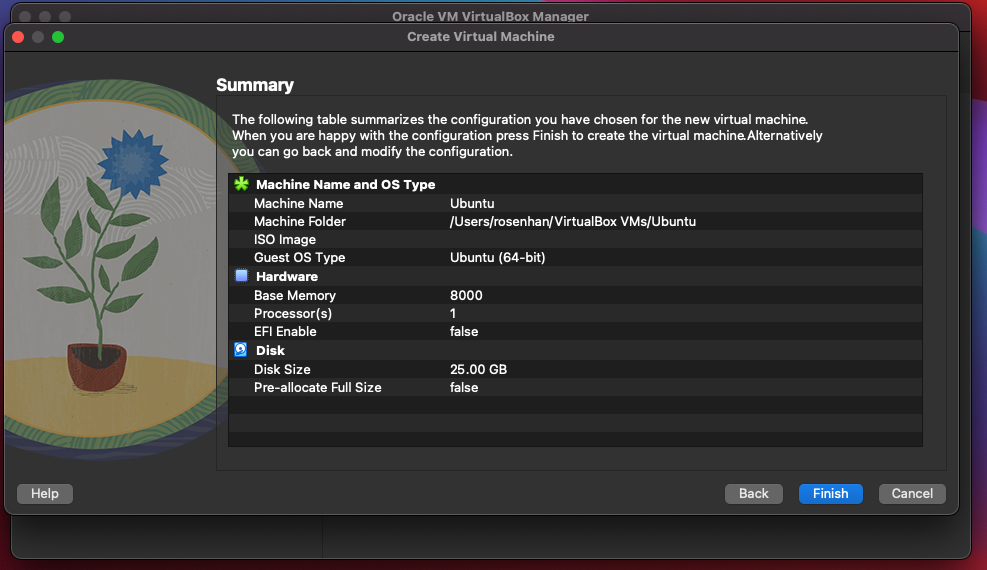 Oracle VM VirtualBox Manager
Create Virtual Machine
Summary
The following table summarizes the configuration you have chosen for the new virtual machine.
When you are happy with the configuration press Finish to create the virtual machine.Alternatively
you can go back and modify the configuration.
Machine Name and OS Type
Machine Name Ubuntu
Machine Folder /Users/rosenhan/VirtualBox VMs/Ubuntu
ISO Image
Guest OS Type Ubuntu (64-bit)
Hardware
Base Memory 8000
Processor(s) 1
EFI Enable false
Disk
Disk Size 25.00 GB
Pre-allocate Full Size false
Help Back Finish Cancel